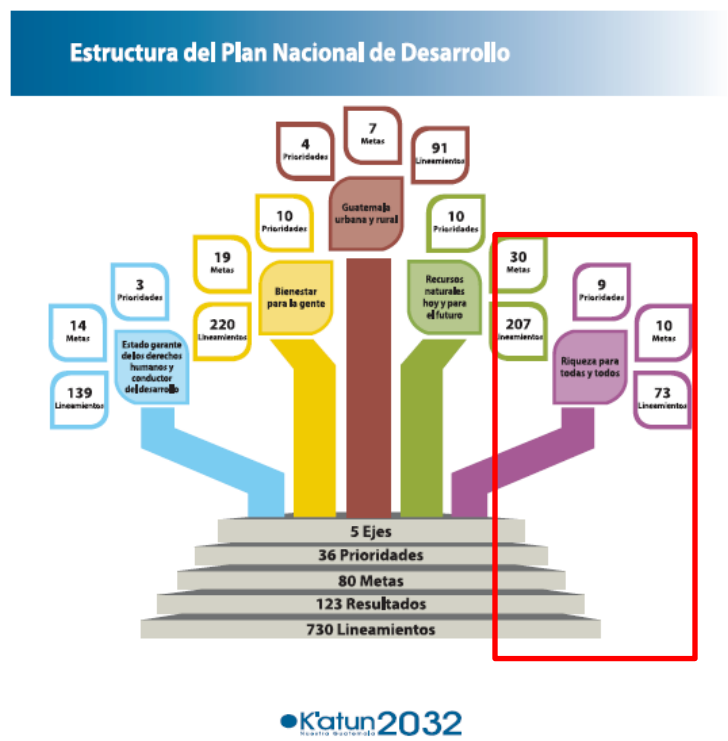 Estructura del Plan Nacional de Desarrollo
7
Metas
4
Prioridades
91
Lineamientos
Guatemala
urbana y rural
10
Prioridades
19
Metas
220
Lineamientos
Bienestar
para la gente
10
Prioridades
30
Metas
207
Lineamientos
Recursos
naturales
hoy y para
el futuro
3
Prioridades
14
Metas
139
Lineamientos
Estado garante
de los derechos
humanos y
conductor
del desarrollo
9
Prioridades
10
Metas
73
Lineamientos
Riqueza para
todas y todos
5 Ejes
36 Prioridades
80 Metas
123 Resultados
730 Lineamientos
K'atun 2032
Nuestra Guatemala